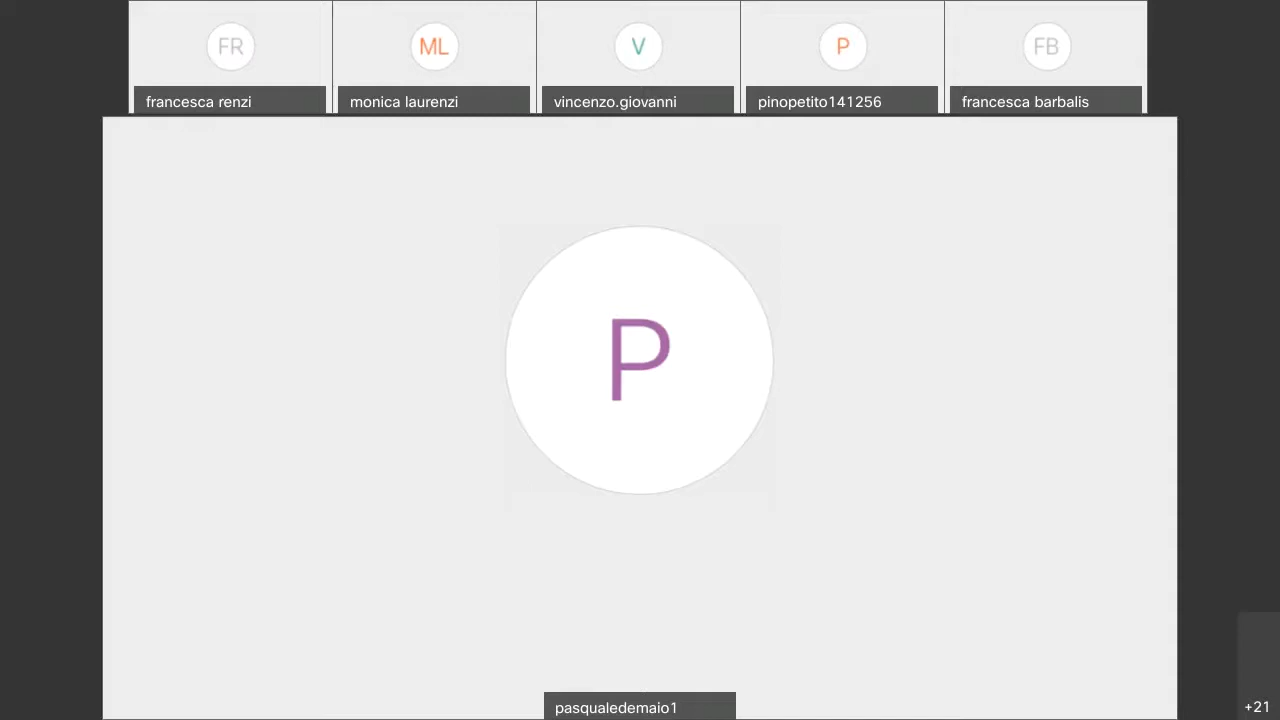 FR
ML
V
P
FB
francesca renzi
monica laurenzi
vincenzo.giovanni
pinopetito141256
francesca barbalis
P
pasqualedemaio1
+21